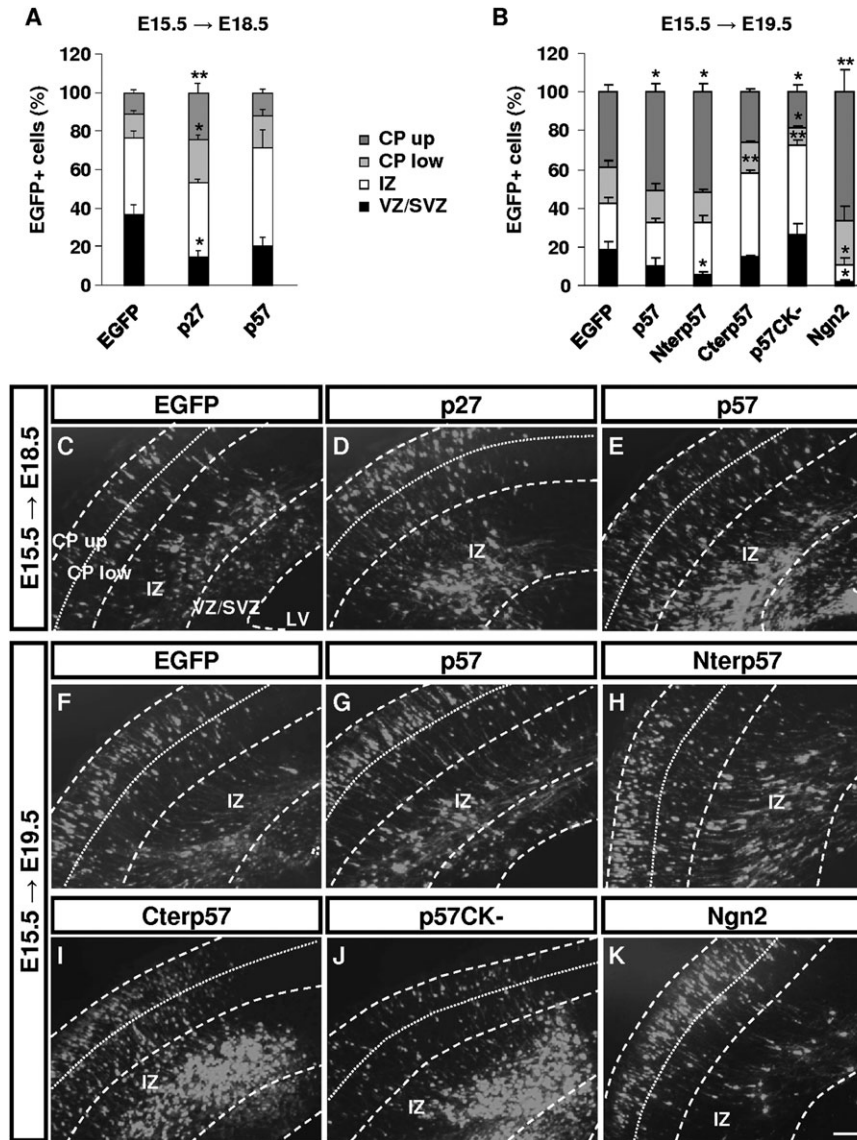 A
E15.5 → E18.5
EGFP+ cells (%)
120
100
80
60
40
20
0
**
*
*
EGFP
p27
p57
CP up
CP low
IZ
VZ/SVZ
B
E15.5 → E19.5
EGFP+ cells (%)
120
100
80
60
40
20
0
*
*
*
**
*
*
**
**
*
*
EGFP
p57
Nterp57
Cterp57
p57CK-
Ngn2
E15.5 → E18.5
EGFP
p27
p57
C
CP up
CP low
IZ
VZ/SVZ
LV
D
IZ
E
IZ
E15.5 → E19.5
EGFP
p57
Nterp57
F
IZ
G
IZ
H
IZ
Cterp57
p57CK-
Ngn2
I
IZ
J
IZ
K
IZ